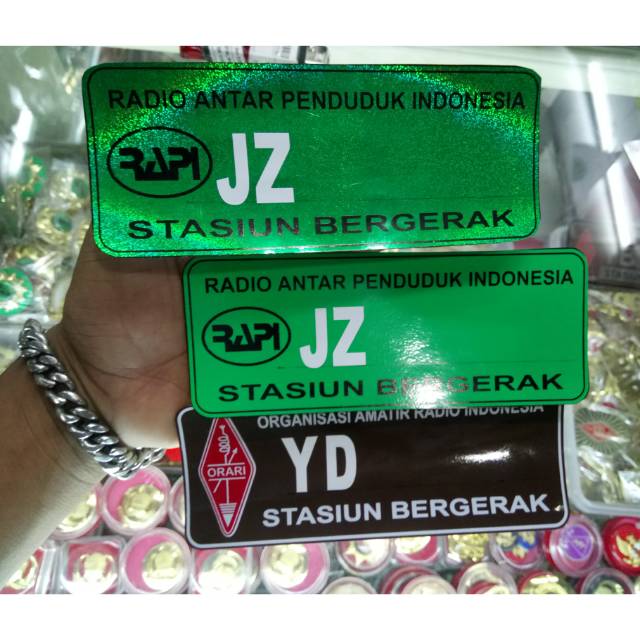 RADIO ANTAR PENDUDUK INDONESIA
RAPI JZ
STASIUN BERGERAK
RADIO ANTAR PENDUDUK INDONESIA
RAPI JZ
STASIUN BERGERAK
ORGANISASI AMATIR RADIO INDONESIA
ORARI YD
STASIUN BERGERAK